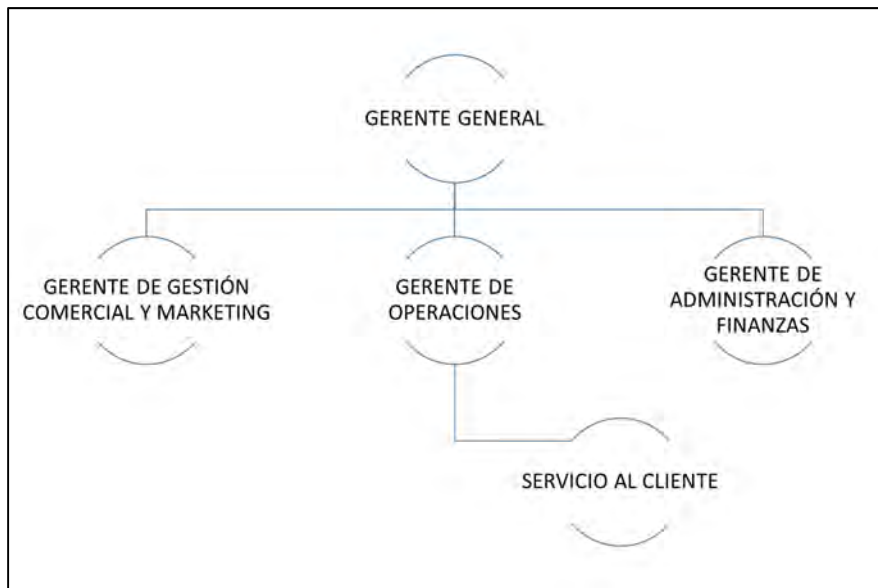 GERENTE GENERAL
GERENTE DE GESTIÓN
COMERCIAL Y MARKETING
GERENTE DE
OPERACIONES
GERENTE DE
ADMINISTRACIÓN Y
FINANZAS
SERVICIO AL CLIENTE